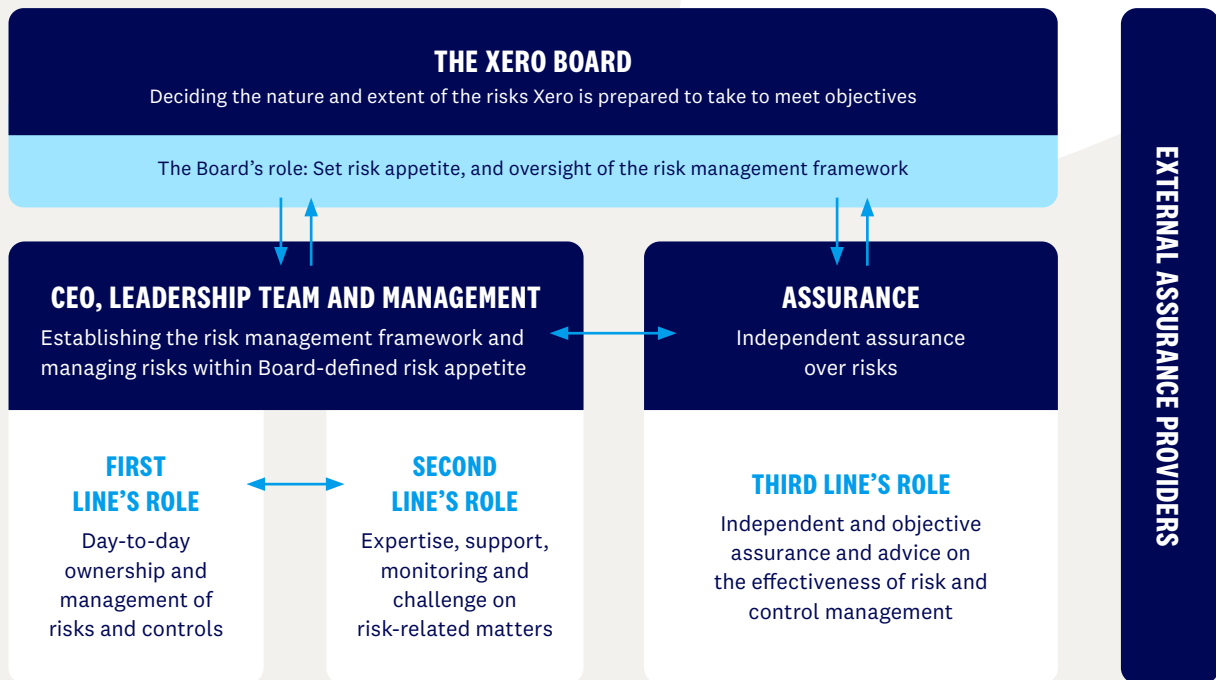 THE XERO BOARD
Deciding the nature and extent of the risks Xero is prepared to take to meet objectives
The Board’s role: Set risk appetite, and oversight of the risk management framework
CEO, LEADERSHIP TEAM AND MANAGEMENT
Establishing the risk management framework and
managing risks within Board-defined risk appetite
ASSURANCE
Independent assurance
over risks
FIRST
LINE’S ROLE
Day-to-day
ownership and
management of
risks and controls
SECOND
LINE’S ROLE
Expertise, support,
monitoring and
challenge on
risk-related matters
THIRD LINE’S ROLE
Independent and objective
assurance and advice on
the effectiveness of risk and
control management
EXTERNAL ASSURANCE PROVIDERS